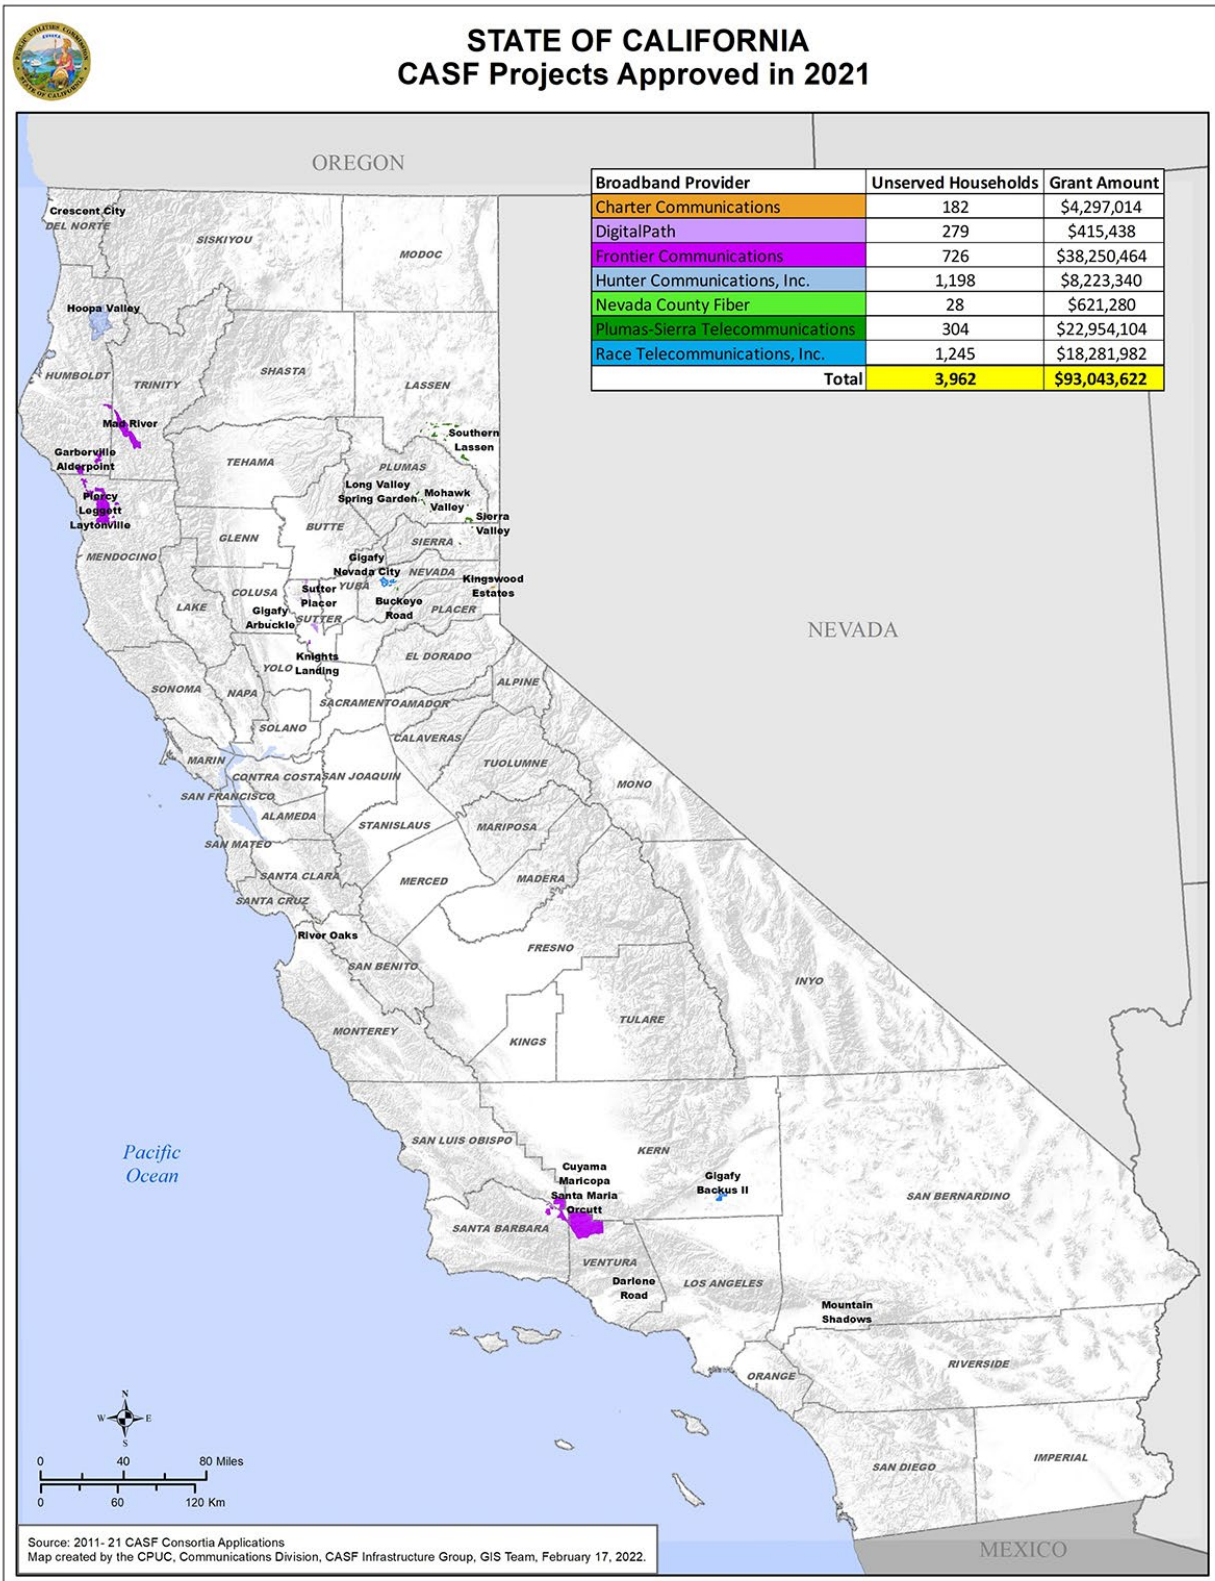 STATE OF CALIFORNIA
CASF Projects Approved in 2021
OREGON
Broadband Provider Unserved Households Grant Amount
Charter Communications 182 $4,297,014
DigitalPath 279 $415,438
Frontier Communications 726 $38,250,464
Hunter Communications, Inc. 1,198 $8,223,340
Nevada County Fiber 28 $621,280
Plumas-Sierra Telecommunications 304 $22,954,104
Race Telecommunications, Inc. 1,245 $18,281,982
Total 3,962 $93,043,622
Crescent City
DEL NORTE
SISKIYOU
MODOC
Hoopa Valley
HUMBOLDT
TRINITY
SHASTA
LASSEN
Mad River
Garberville
Alderpoint
Southern
Lassen
TEHAMA
PLUMAS
Long Valley
Spring Garden
Mohawk
Valley
Piercy
Leggett
Laytonville
Sierra
Valley
BUTTE
GLENN
SIERRA
MENDOCINO
Gigafy
Nevada City
NEVADA
Kingswood
Estates
COLUSA
Sutter
Placer
YUBA
LAKE
Gigafy
Arbuckle
SUTTER
Buckeye
Road
PLACER
NEVADA
Knights
Landing
YOLO
EL DORADO
ALPINE
SONOMA
NAPA
SACRAMENTO
AMADOR
SOLANO
CALAVERAS
MARIN
TUOLUMNE
CONTRA COSTA
SAN JOAQUIN
MONO
SAN FRANCISCO
ALAMEDA
STANISLAUS
MARIPOSA
SAN MATEO
SANTA CLARA
MERCED
MADERA
SANTA CRUZ
River Oaks
FRESNO
SAN BENITO
INYO
MONTEREY
KINGS
TULARE
Pacific
Ocean
SAN LUIS OBISPO
KERN
Cuyama
Maricopa
Santa Maria
Orcutt
Gigafy
Backus II
SAN BERNARDINO
SANTA BARBARA
VENTURA
Darlene
Road
LOS ANGELES
Mountain
Shadows
RIVERSIDE
ORANGE
SAN DIEGO
IMPERIAL
MEXICO
N
W E
S
0 40 80 Miles
0 60 120 Km
Source: 2011- 21 CASF Consortia Applications
Map created by the CPUC, Communications Division, CASF Infrastructure Group, GIS Team, February 17, 2022.